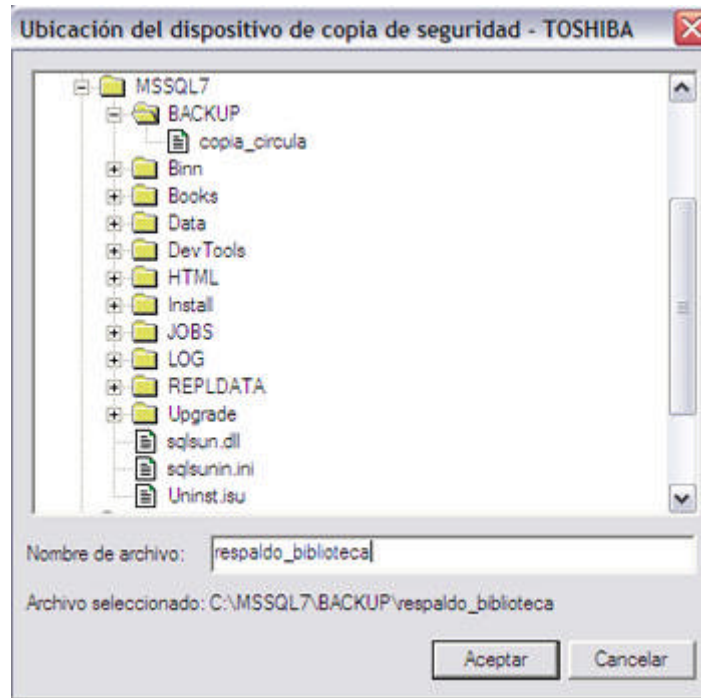 Ubicación del dispositivo de copia de seguridad - TOSHIBA
MSSQL7
BACKUP
copia_circula
Binn
Books
Data
DevTools
HTML
Install
JOBS
LOG
REPLDATA
Upgrade
sqlsun.dll
sqlsunin.ini
Uninst.isu
Nombre de archivo: respaldo_biblioteca
Archivo seleccionado: C:\MSSQL7\BACKUP\respaldo_biblioteca
Aceptar Cancelar